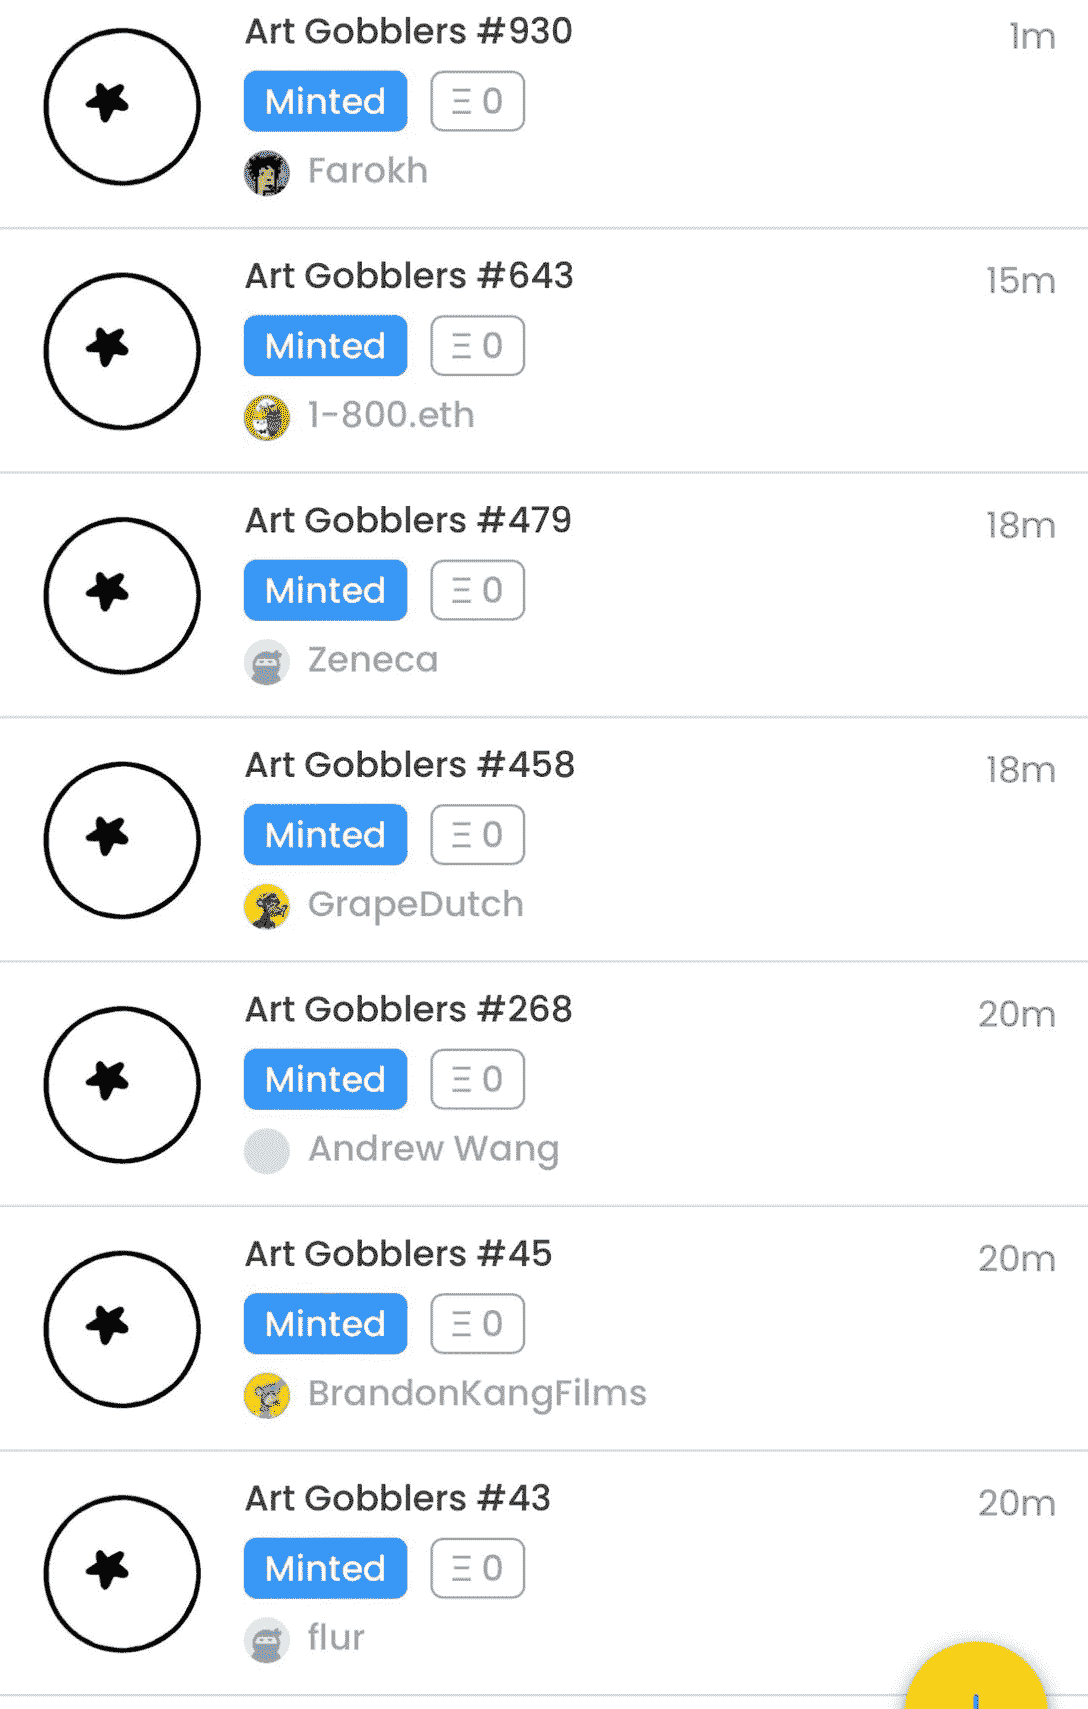 Art Gobblers #930
1m
Minted
Ξ 0
Farokh
Art Gobblers #643
15m
Minted
Ξ 0
1-800.eth
Art Gobblers #479
18m
Minted
Ξ 0
Zeneca
Art Gobblers #458
18m
Minted
Ξ 0
GrapeDutch
Art Gobblers #268
20m
Minted
Ξ 0
Andrew Wang
Art Gobblers #45
20m
Minted
Ξ 0
BrandonKangFilms
Art Gobblers #43
20m
Minted
Ξ 0
flur